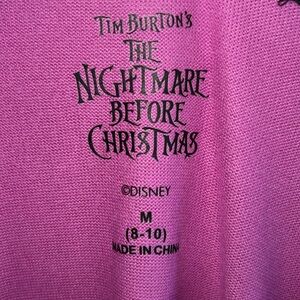 TIM BURTON'S
THE
NIGHTMARE
BEFORE
CHRISTMAS
©DISNEY
M
(8-10)
MADE IN CHINA